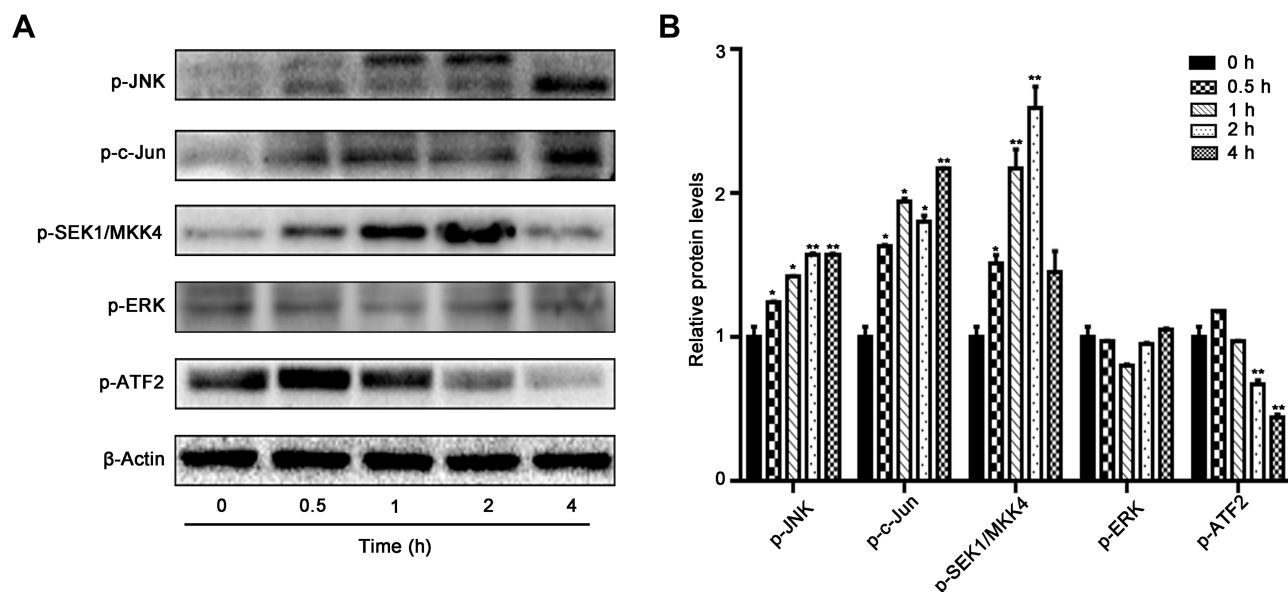 A
p-JNK
p-c-Jun
p-SEK1/MKK4
p-ERK
p-ATF2
β-Actin
0 0.5 1 2 4
Time (h)
B
Relative protein levels
3
2
1
0
** ** ** ** * * * * * * ** ** **
0 h
0.5 h
1 h
2 h
4 h
p-JNK
p-c-Jun
p-SEK1/MKK4
p-ERK
p-ATF2